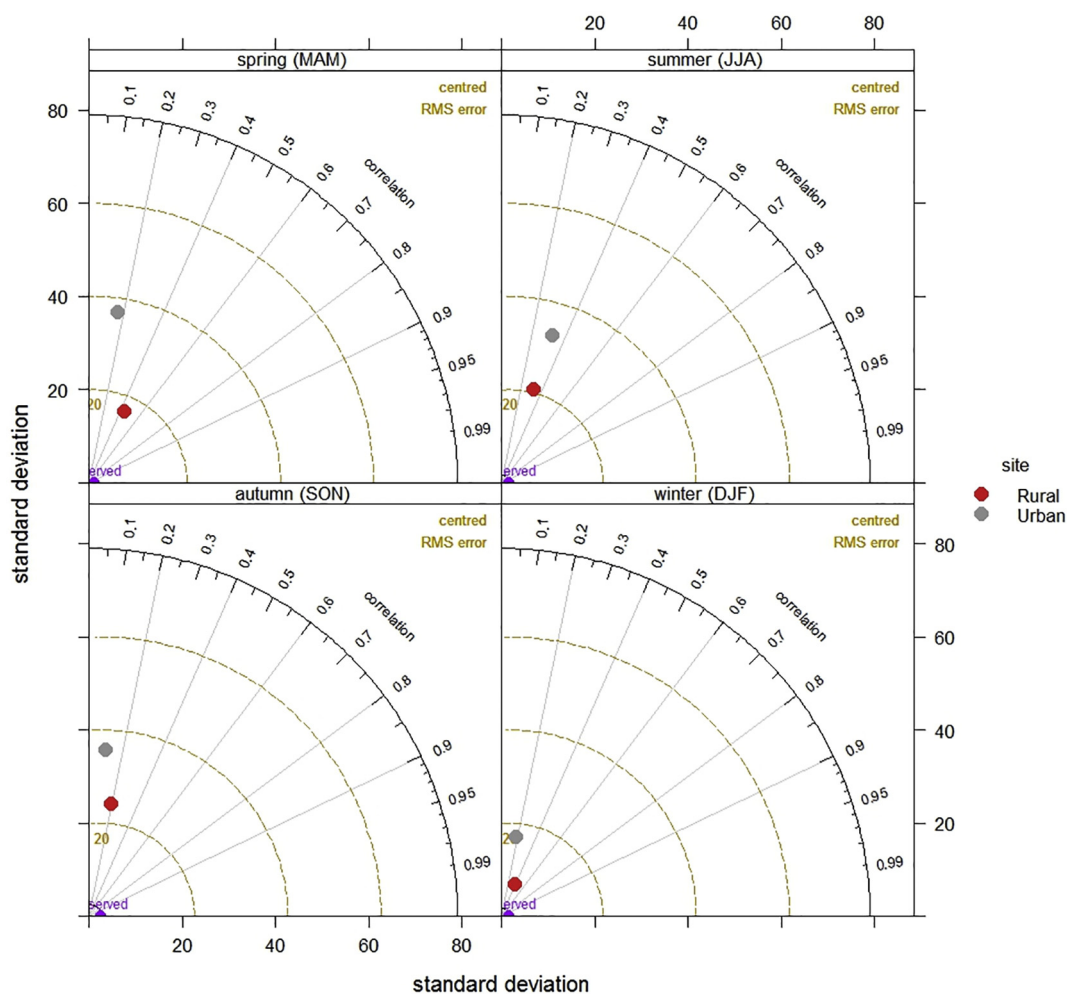 20 40 60 80
spring (MAM)
summer (JJA)
centred
RMS error
centred
RMS error
0.1 0.2 0.3 0.4 0.5 0.6 0.7 0.8 0.9 0.95 0.99
correlation
0.1 0.2 0.3 0.4 0.5 0.6 0.7 0.8 0.9 0.95 0.99
correlation
80
60
40
20
20
20
erved
erved
autumn (SON)
winter (DJF)
centred
RMS error
centred
RMS error
0.1 0.2 0.3 0.4 0.5 0.6 0.7 0.8 0.9 0.95 0.99
correlation
0.1 0.2 0.3 0.4 0.5 0.6 0.7 0.8 0.9 0.95 0.99
correlation
80
60
40
20
20
2
served
erved
20 40 60 80
standard deviation
standard deviation
site
Rural
Urban